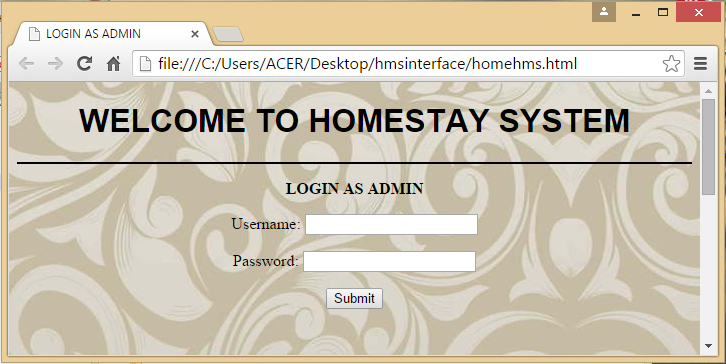 LOGIN AS ADMIN
file:///C:/Users/ACER/Desktop/hmsinterface/homehms.html
WELCOME TO HOMESTAY SYSTEM
LOGIN AS ADMIN
Username:
Password:
Submit